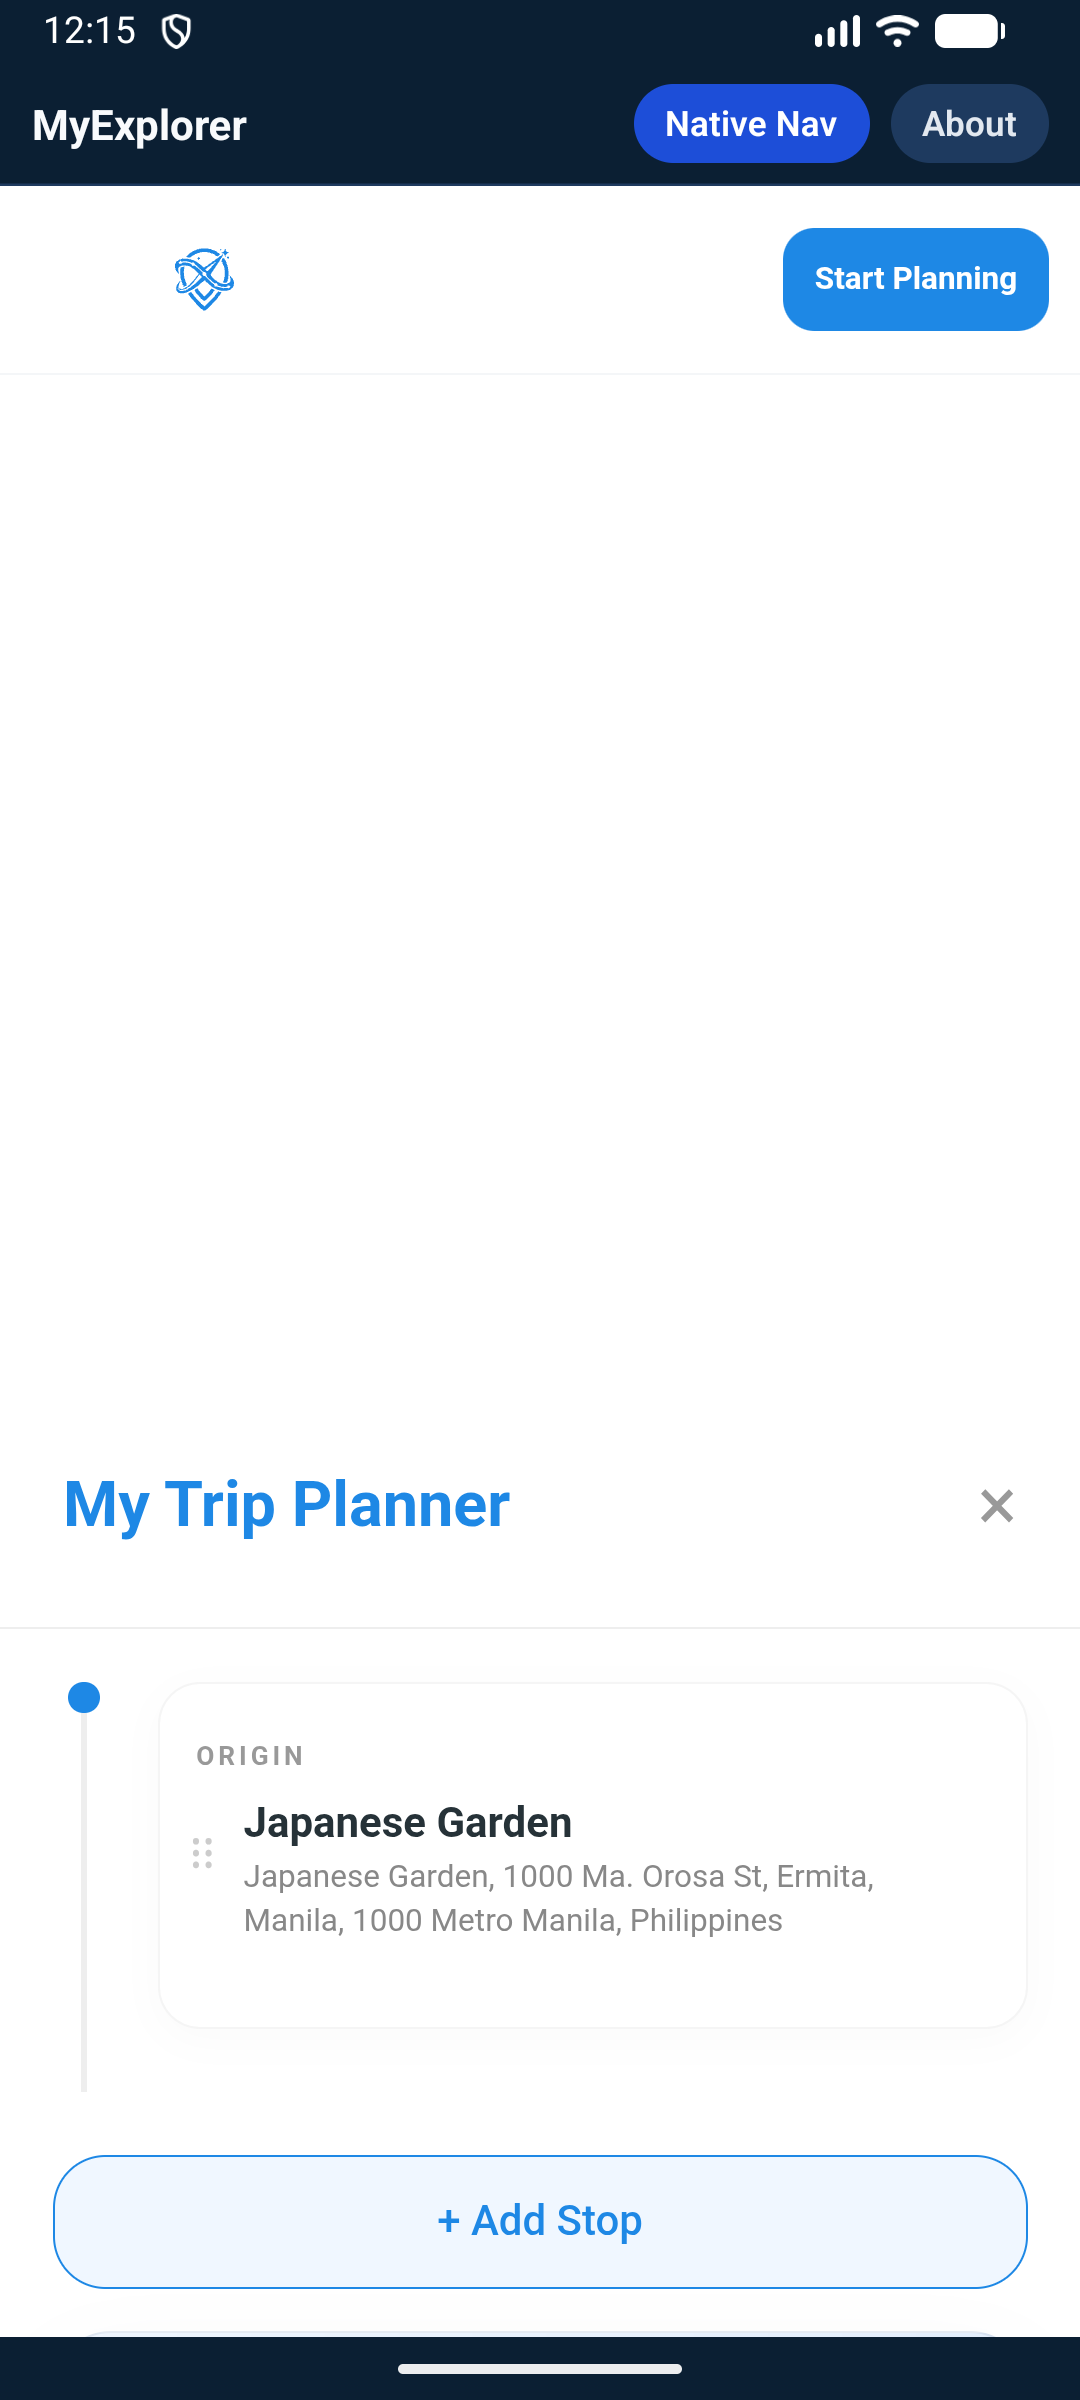 12:15
MyExplorer
Native Nav
About
Start Planning
My Trip Planner
ORIGIN
Japanese Garden
Japanese Garden, 1000 Ma. Orosa St, Ermita,
Manila, 1000 Metro Manila, Philippines
+ Add Stop